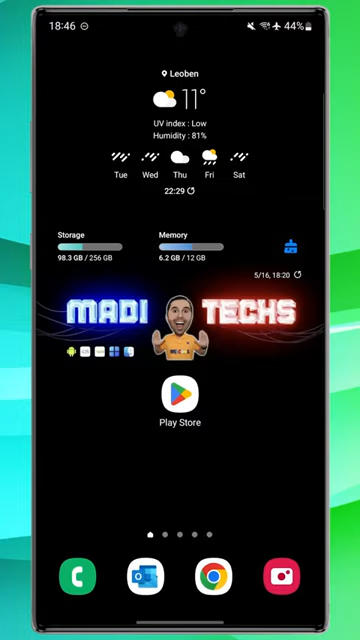 18:46
44%
Leoben
11°
UV index : Low
Humidity : 81%
Tue Wed Thu Fri Sat
22:29
Storage
Memory
98.3 GB / 256 GB
6.2 GB / 12 GB
5/16, 18:20
MADI TECHS
Play Store